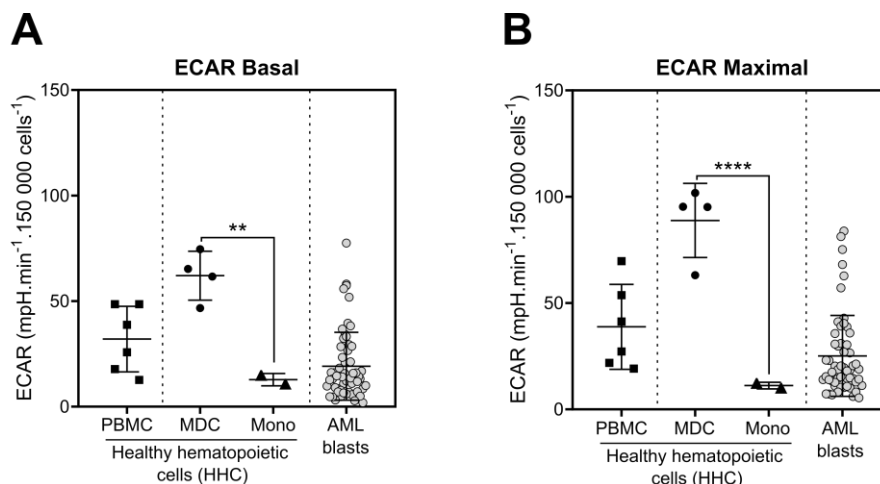 A
ECAR Basal
ECAR (mpH.min⁻¹.150 000 cells⁻¹)
150
100
50
0
**
PBMC
MDC
Mono
AML
blasts
Healthy hematopoietic
cells (HHC)
B
ECAR Maximal
ECAR (mpH.min⁻¹.150 000 cells⁻¹)
150
100
50
0
****
PBMC
MDC
Mono
AML
blasts
Healthy hematopoietic
cells (HHC)